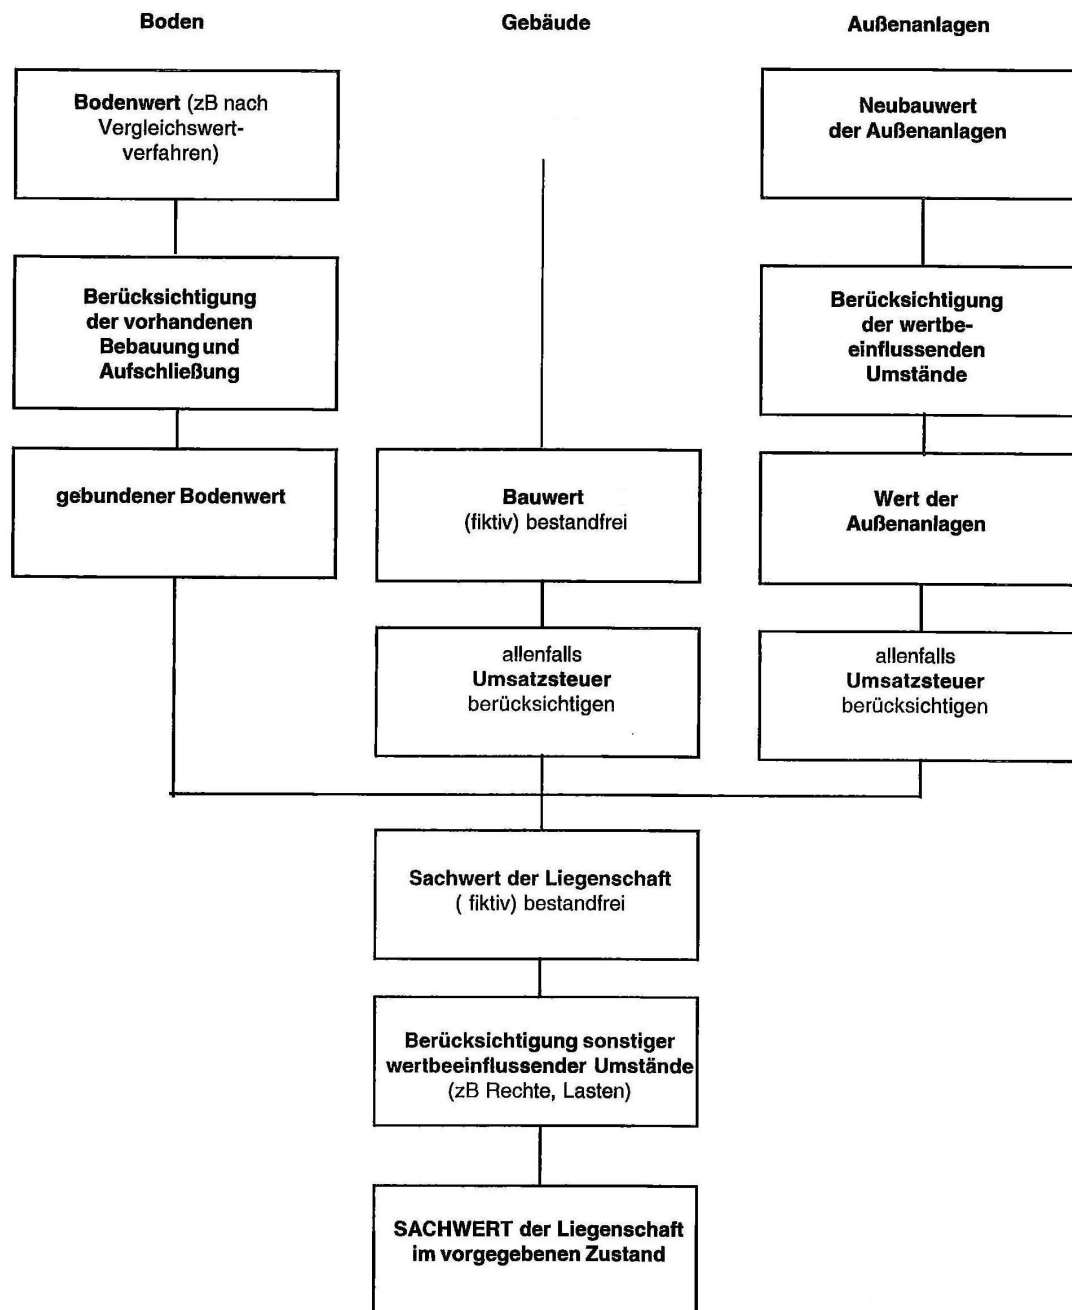 Boden
Gebäude
Außenanlagen
Bodenwert (zB nach
Vergleichswert-
verfahren)
Neubauwert
der Außenanlagen
Berücksichtigung
der vorhandenen
Bebauung und
Aufschließung
Berücksichtigung
der wertbe-
einflussenden
Umstände
gebundener Bodenwert
Bauwert
(fiktiv) bestandfrei
Wert der
Außenanlagen
allenfalls
Umsatzsteuer
berücksichtigen
allenfalls
Umsatzsteuer
berücksichtigen
Sachwert der Liegenschaft
( fiktiv) bestandfrei
Berücksichtigung sonstiger
wertbeeinflussender Umstände
(zB Rechte, Lasten)
SACHWERT der Liegenschaft
im vorgegebenen Zustand